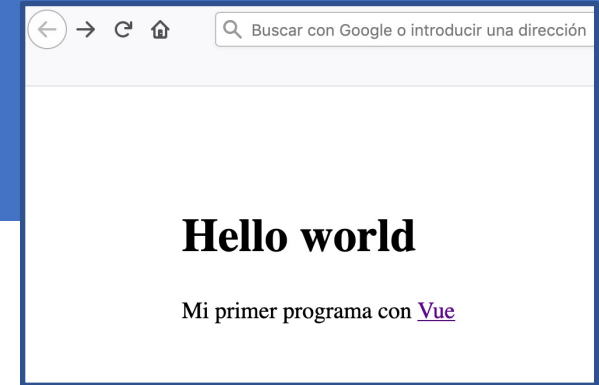 Buscar con Google o introducir una dirección
Hello world
Mi primer programa con Vue